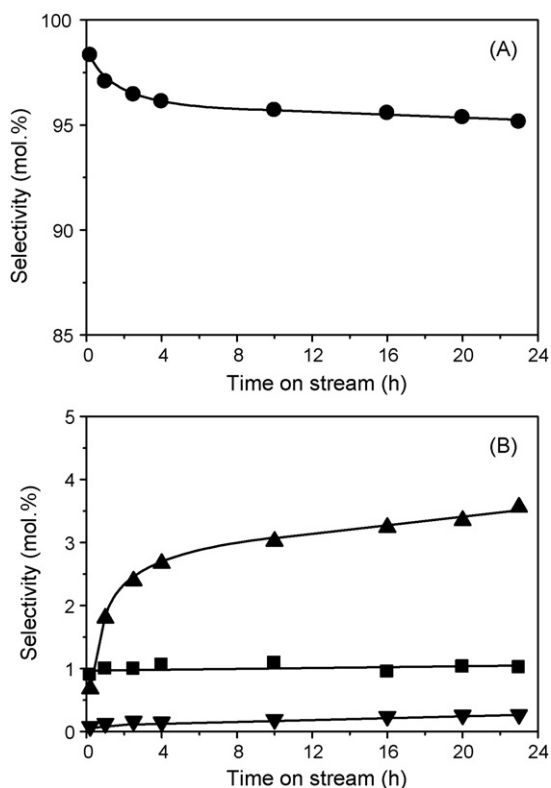 100
(A)
95
90
85
Selectivity (mol.%)
0 4 8 12 16 20 24
Time on stream (h)
5
(B)
4
3
2
1
0
Selectivity (mol.%)
0 4 8 12 16 20 24
Time on stream (h)